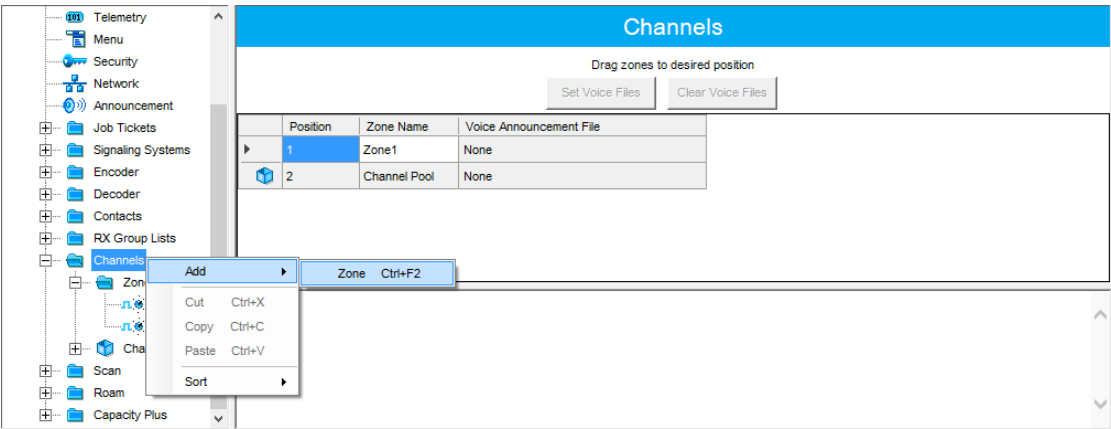 Telemetry
Menu
Security
Network
Announcement
Job Tickets
Signaling Systems
Encoder
Decoder
Contacts
RX Group Lists
Channels
Zon
Cha
Scan
Roam
Capacity Plus
Add
Cut Ctrl+X
Copy Ctrl+C
Paste Ctrl+V
Sort
Zone Ctrl+F2
Channels
Drag zones to desired position
Set Voice Files Clear Voice Files
Position Zone Name Voice Announcement File
1 Zone1 None
2 Channel Pool None